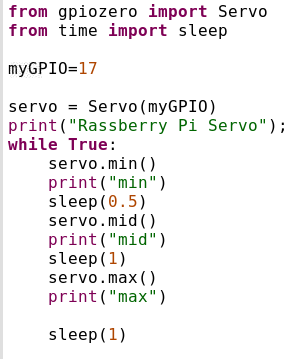 from gpiozero import Servo
from time import sleep

myGPIO=17

servo = Servo(myGPIO)
print("Rassberry Pi Servo");
while True:
    servo.min()
    print("min")
    sleep(0.5)
    servo.mid()
    print("mid")
    sleep(1)
    servo.max()
    print("max")

    sleep(1)